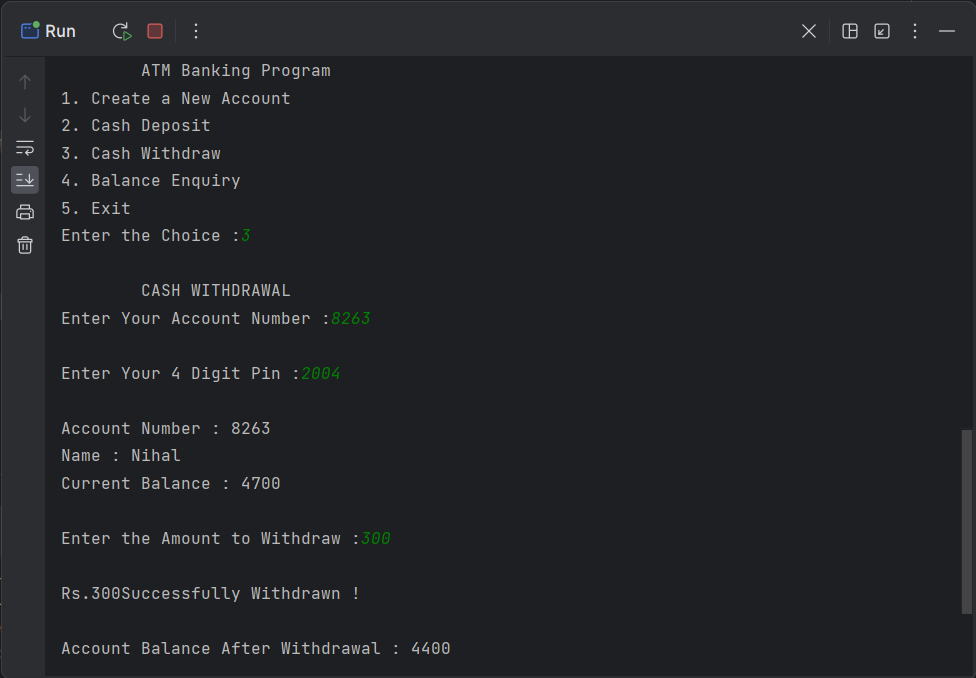 Run
ATM Banking Program
1. Create a New Account
2. Cash Deposit
3. Cash Withdraw
4. Balance Enquiry
5. Exit
Enter the Choice :3
CASH WITHDRAWAL
Enter Your Account Number :8263
Enter Your 4 Digit Pin :2004
Account Number : 8263
Name : Nihal
Current Balance : 4700
Enter the Amount to Withdraw :300
Rs.300Successfully Withdrawn !
Account Balance After Withdrawal : 4400